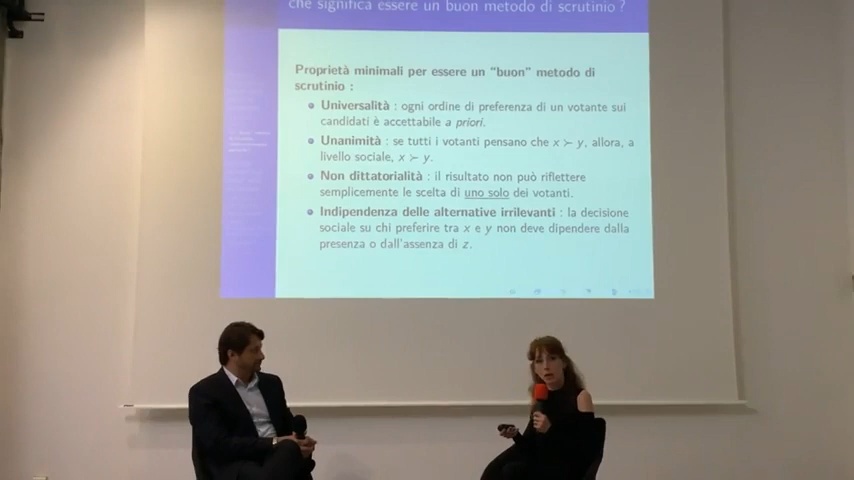 che significa essere un buon metodo di scrutinio ?
Proprietà minimali per essere un "buon" metodo di
scrutinio :
Universalità : ogni ordine di preferenza di un votante sui
candidati è accettabile a priori.
Unanimità : se tutti i votanti pensano che x ≻ y, allora, a
livello sociale, x ≻ y.
Non dittatorialità : il risultato non può riflettere
semplicemente le scelta di uno solo dei votanti.
Indipendenza delle alternative irrilevanti : la decisione
sociale su chi preferire tra x e y non deve dipendere dalla
presenza o dall'assenza di z.